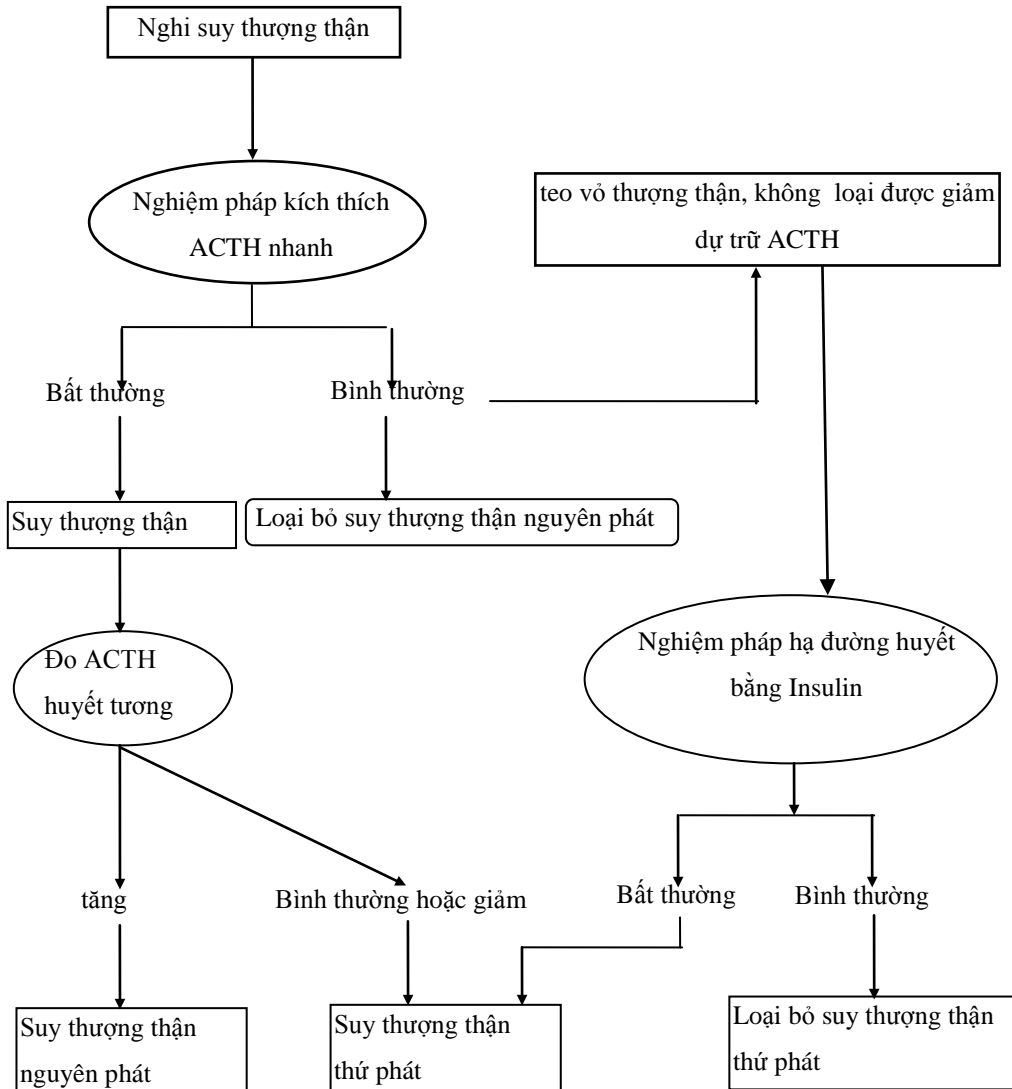 Nghi suy thượng thận
Nghiệm pháp kích thích
ACTH nhanh
teo vỏ thượng thận, không loại được giảm
dự trữ ACTH
Bất thường
Bình thường
Suy thượng thận
Loại bỏ suy thượng thận nguyên phát
Đo ACTH
huyết tương
Nghiệm pháp hạ đường huyết
bằng Insulin
tăng
Bình thường hoặc giảm
Bất thường
Bình thường
Suy thượng thận
nguyên phát
Suy thượng thận
thứ phát
Loại bỏ suy thượng thận
thứ phát